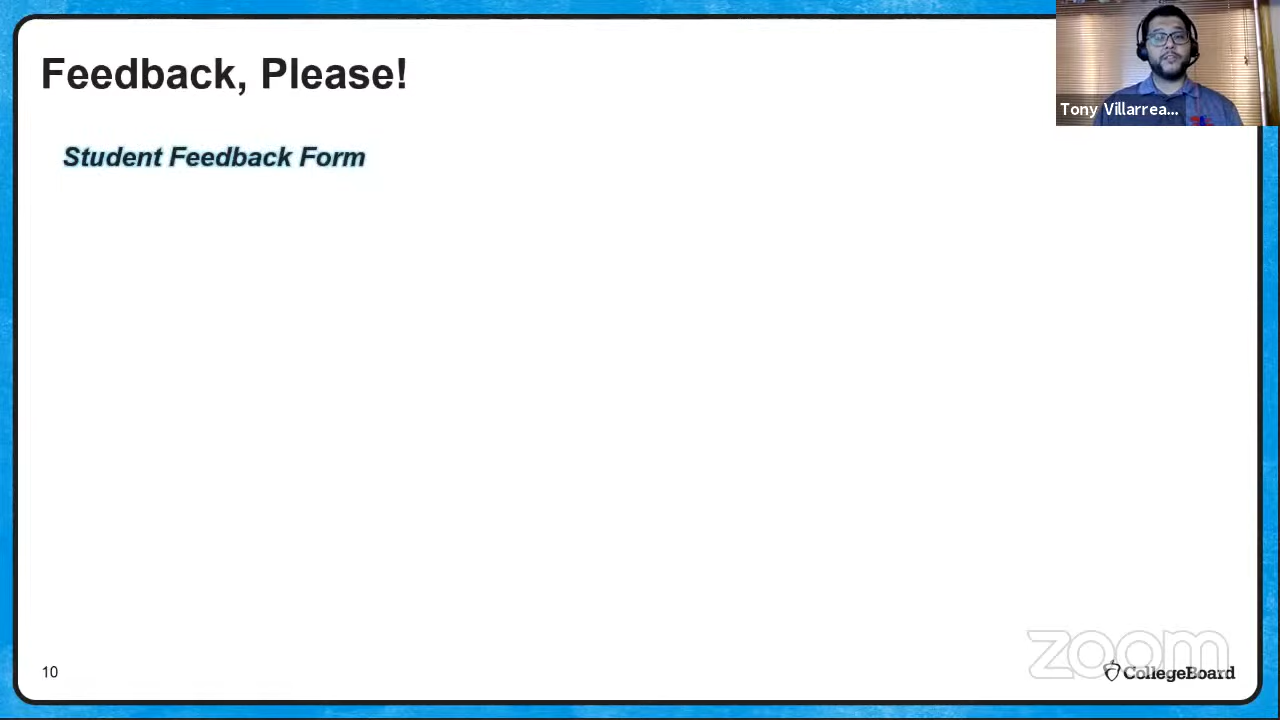 Feedback, Please!
Tony Villarrea...
Student Feedback Form
zoom
10
CollegeBoard